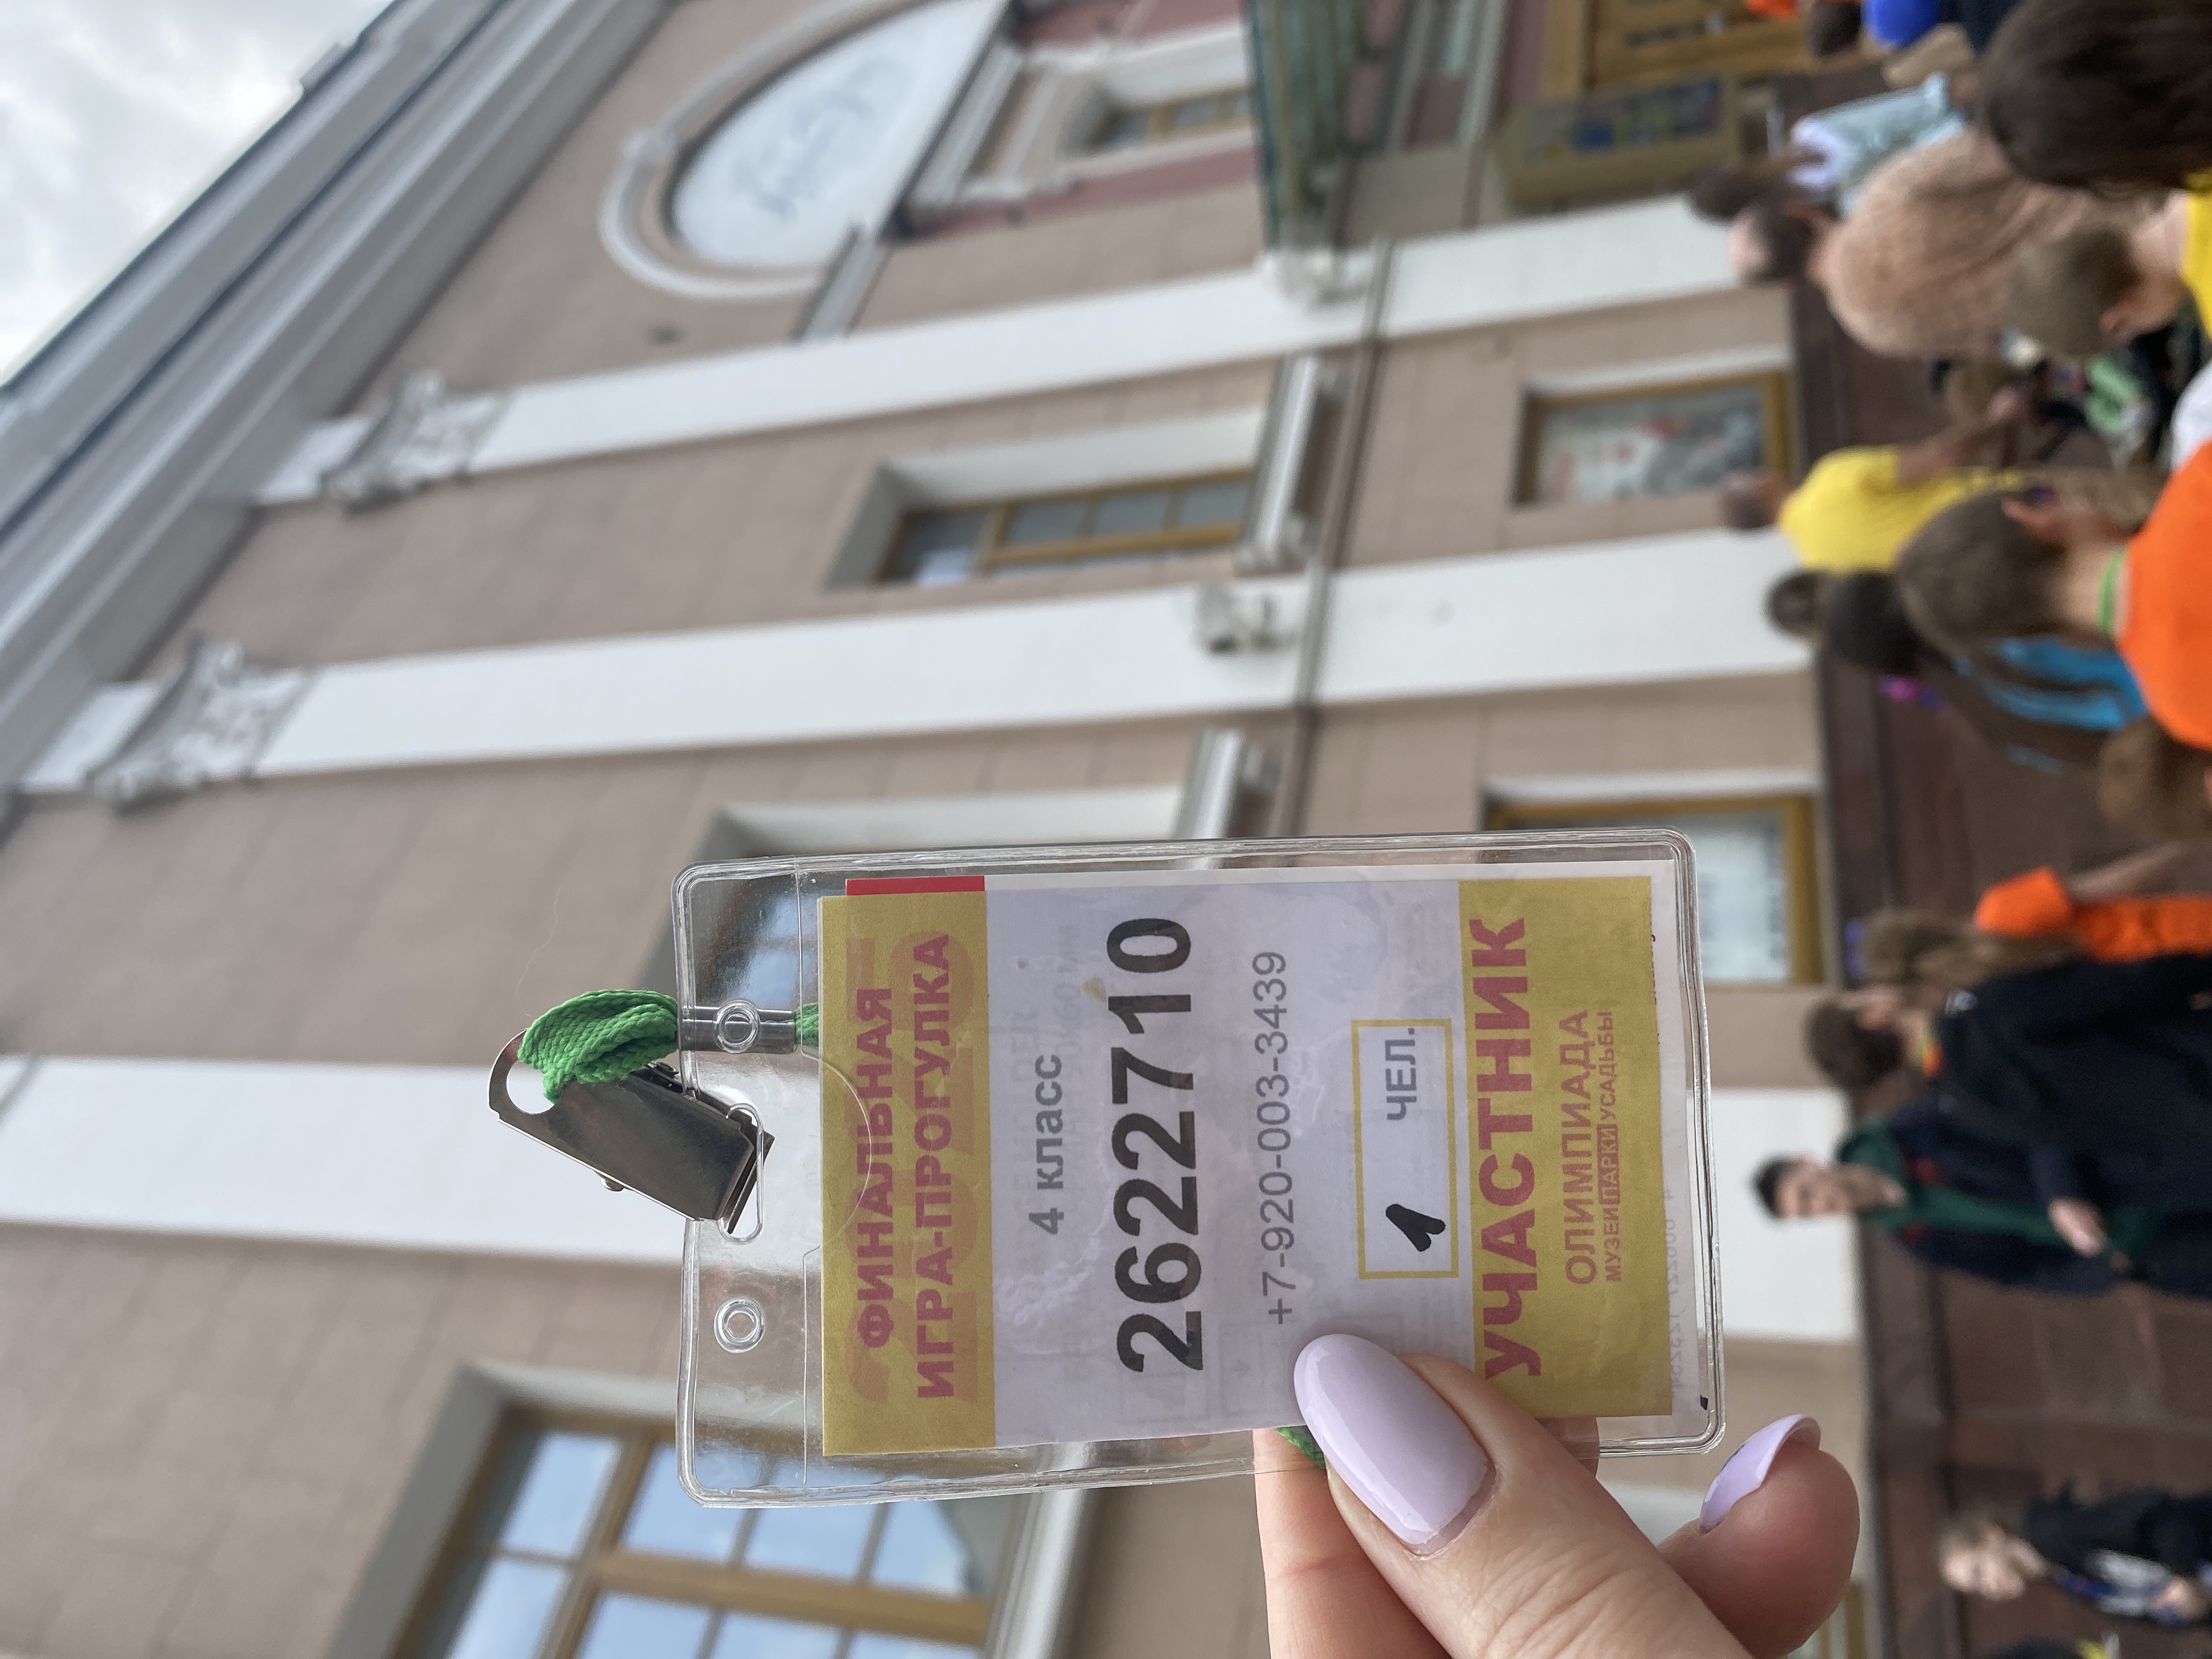 ФИНАЛЬНАЯ
ИГРА-ПРОГУЛКА
4 класс
2622710
+7-920-003-3439
1 ЧЕЛ.
УЧАСТНИК
ОЛИМПИАДА
МУЗЕИ ПАРКИ УСАДЬБЫ